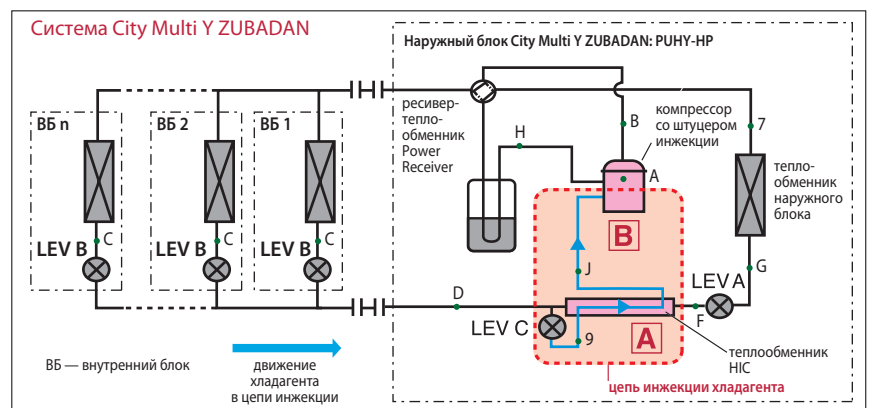 Система City Multi Y ZUBADAN
Наружный блок City Multi Y ZUBADAN: PUHY-HP
ВБ n
ВБ 2
ВБ 1
ресивер-
тепло-
обменник
Power
Receiver
H
B
компрессор
со штуцером
инжекции
A
7
тепло-
обменник
наружного
блока
B
LEV B
C
LEV B
C
LEV B
C
J
G
LEV A
D
F
LEV C
9
A
теплообменник
HIC
ВБ — внутренний блок
движение
хладагента
в цепи инжекции
цепь инжекции хладагента